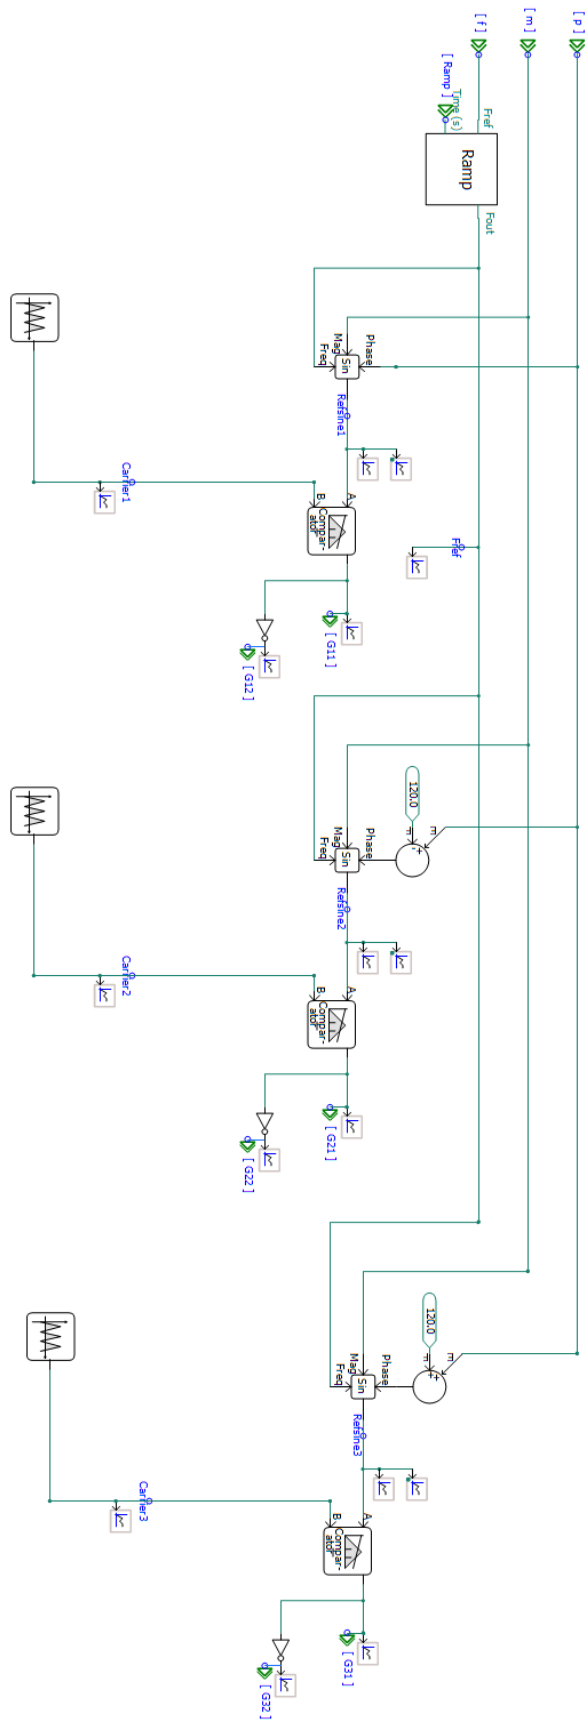 [ f ]
[ m ]
[ p ]
[ Ramp ]
Time (s)
Fref
Ramp
Fout
Mag
Freq
Sin
Phase
Refsine1
Carrier1
B
A
Compar-
ator
Fref
[ G11 ]
[ G12 ]
120.0
F
F
+
-
Mag
Freq
Sin
Phase
Refsine2
Carrier2
B
A
Compar-
ator
[ G21 ]
[ G22 ]
120.0
F
F
+
+
Mag
Freq
Sin
Phase
Refsine3
Carrier3
B
A
Compar-
ator
[ G31 ]
[ G32 ]